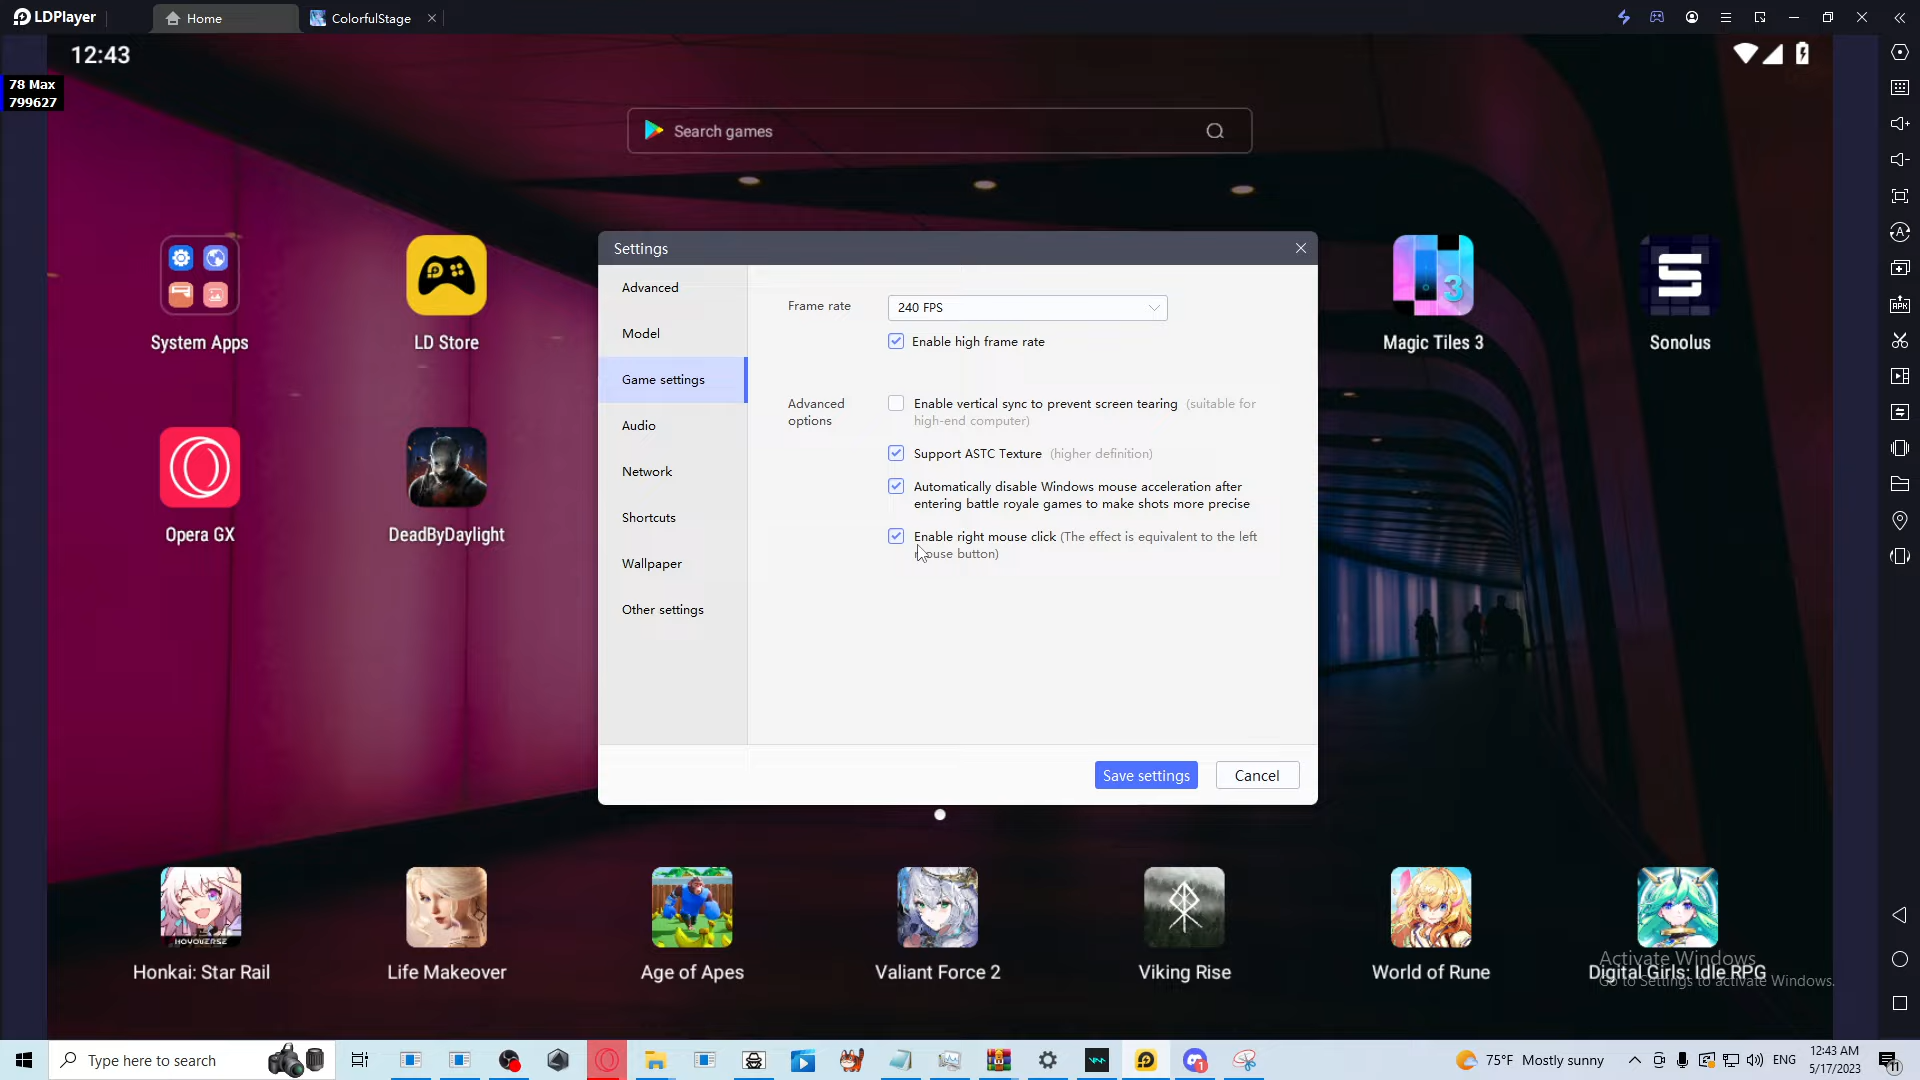 LDPlayer
Home
ColorfulStage
12:43
78 Max
799627
Search games
Settings
Advanced
Model
Game settings
Audio
Network
Shortcuts
Wallpaper
Other settings
Frame rate
240 FPS
Enable high frame rate
Advanced
options
Enable vertical sync to prevent screen tearing (suitable for
high-end computer)
Support ASTC Texture (higher definition)
Automatically disable Windows mouse acceleration after
entering battle royale games to make shots more precise
Enable right mouse click (The effect is equivalent to the left
mouse button)
Save settings
Cancel
System Apps
LD Store
Magic Tiles 3
3
Sonolus
Opera GX
DeadByDaylight
HOYOVERSE
Honkai: Star Rail
Life Makeover
Age of Apes
Valiant Force 2
Viking Rise
World of Rune
Digital Girls: Idle RPG
Activate Windows
Go to Settings to activate Windows.
APK
Type here to search
75°F Mostly sunny
ENG
12:43 AM
5/17/2023
11